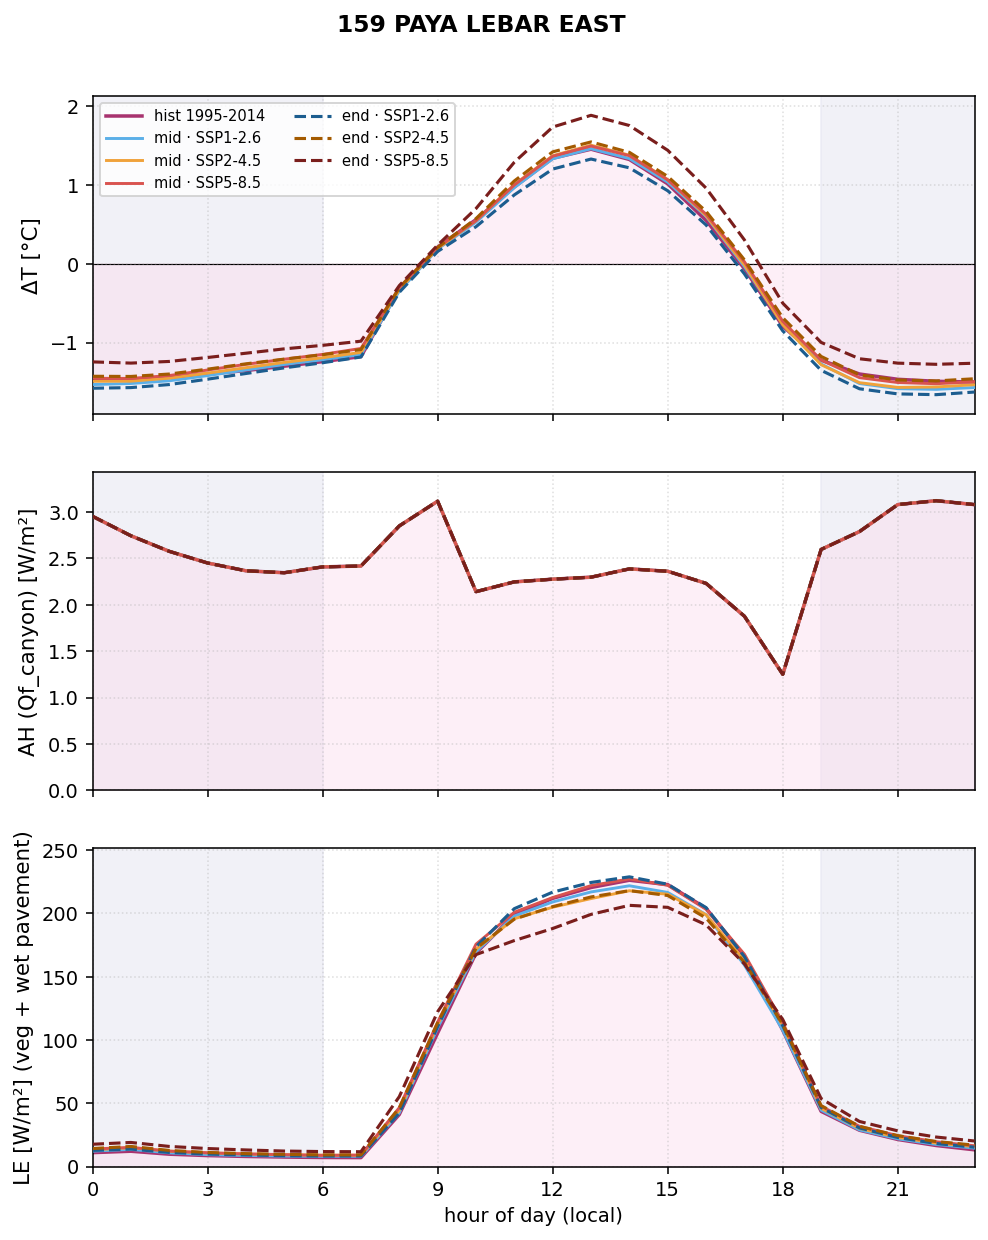 159 PAYA LEBAR EAST
hist 1995-2014
mid · SSP1-2.6
mid · SSP2-4.5
mid · SSP5-8.5
end · SSP1-2.6
end · SSP2-4.5
end · SSP5-8.5
ΔT [°C]
2
1
0
−1
AH (Qf_canyon) [W/m²]
3.0
2.5
2.0
1.5
1.0
0.5
0.0
LE [W/m²] (veg + wet pavement)
250
200
150
100
50
0
0 3 6 9 12 15 18 21
hour of day (local)